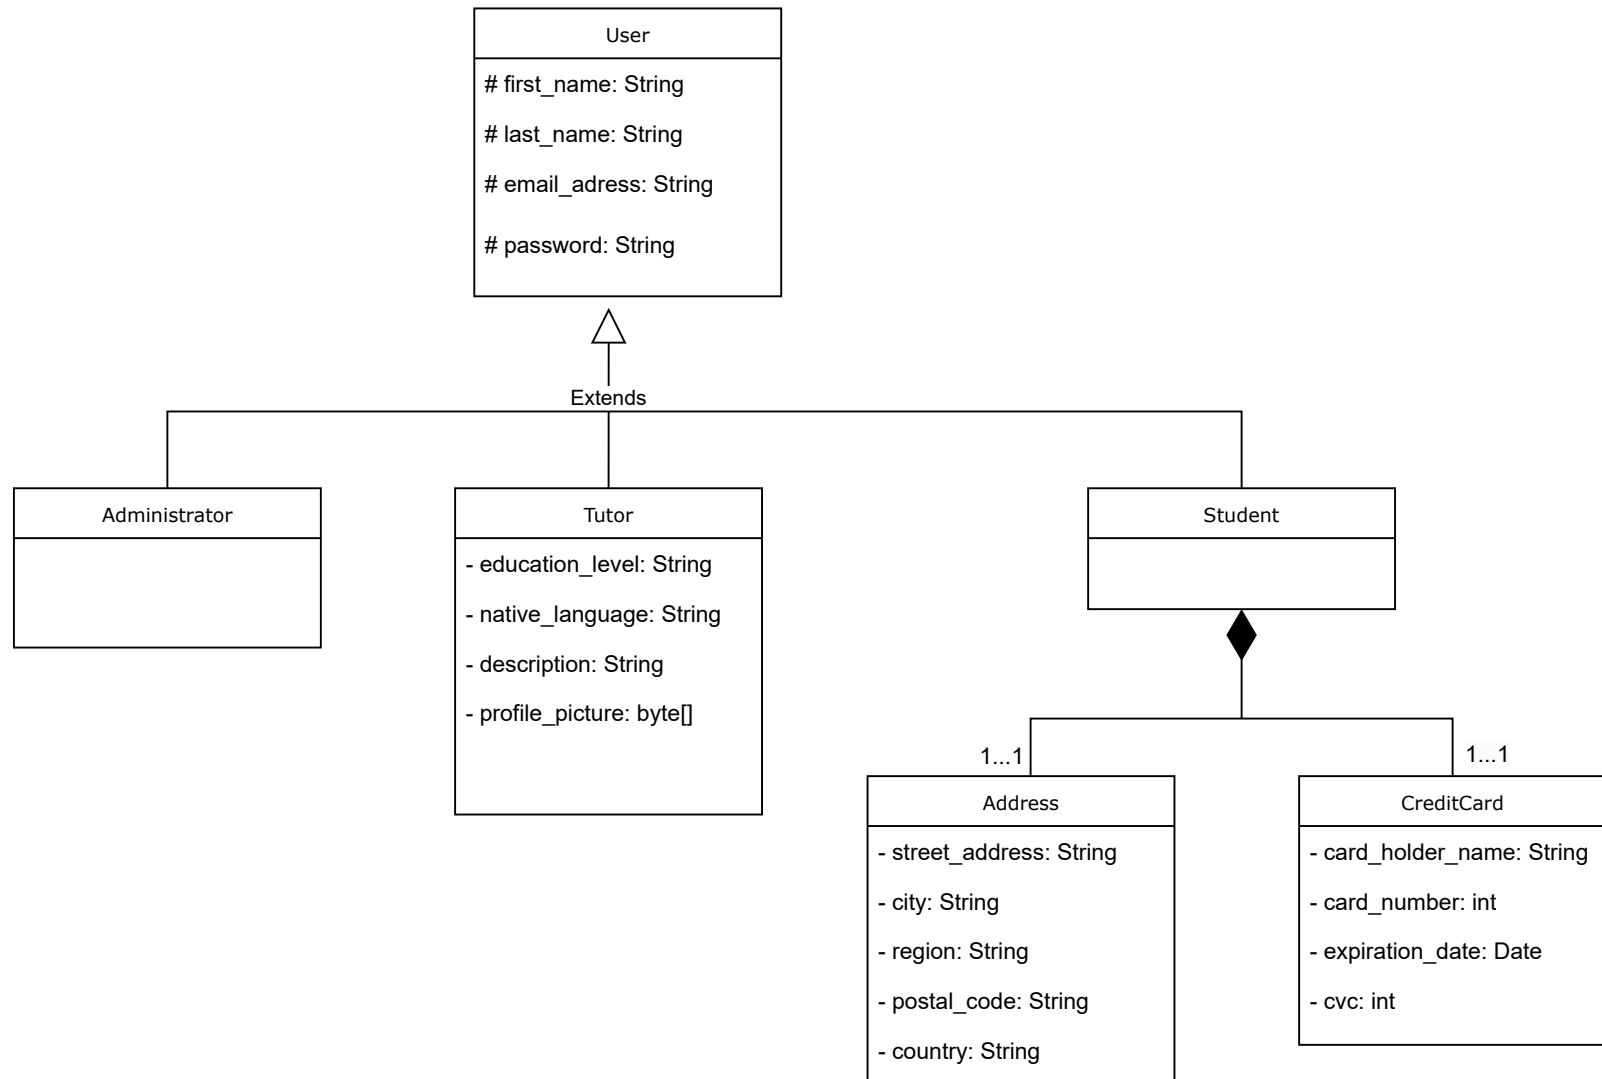 User
# first_name: String
# last_name: String
# email_adress: String
# password: String
Extends
Administrator
Tutor
- education_level: String
- native_language: String
- description: String
- profile_picture: byte[]
Student
1...1
1...1
Address
- street_address: String
- city: String
- region: String
- postal_code: String
- country: String
CreditCard
- card_holder_name: String
- card_number: int
- expiration_date: Date
- cvc: int